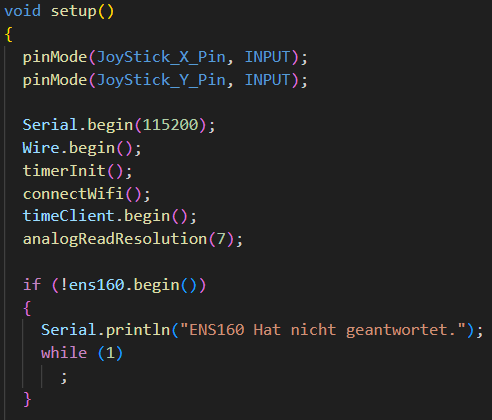 void setup()
{
pinMode(JoyStick_X_Pin, INPUT);
pinMode(JoyStick_Y_Pin, INPUT);
Serial.begin(115200);
Wire.begin();
timerInit();
connectWifi();
timeClient.begin();
analogReadResolution(7);
if (!ens160.begin())
{
Serial.println("ENS160 Hat nicht geantwortet.");
while (1)
;
}